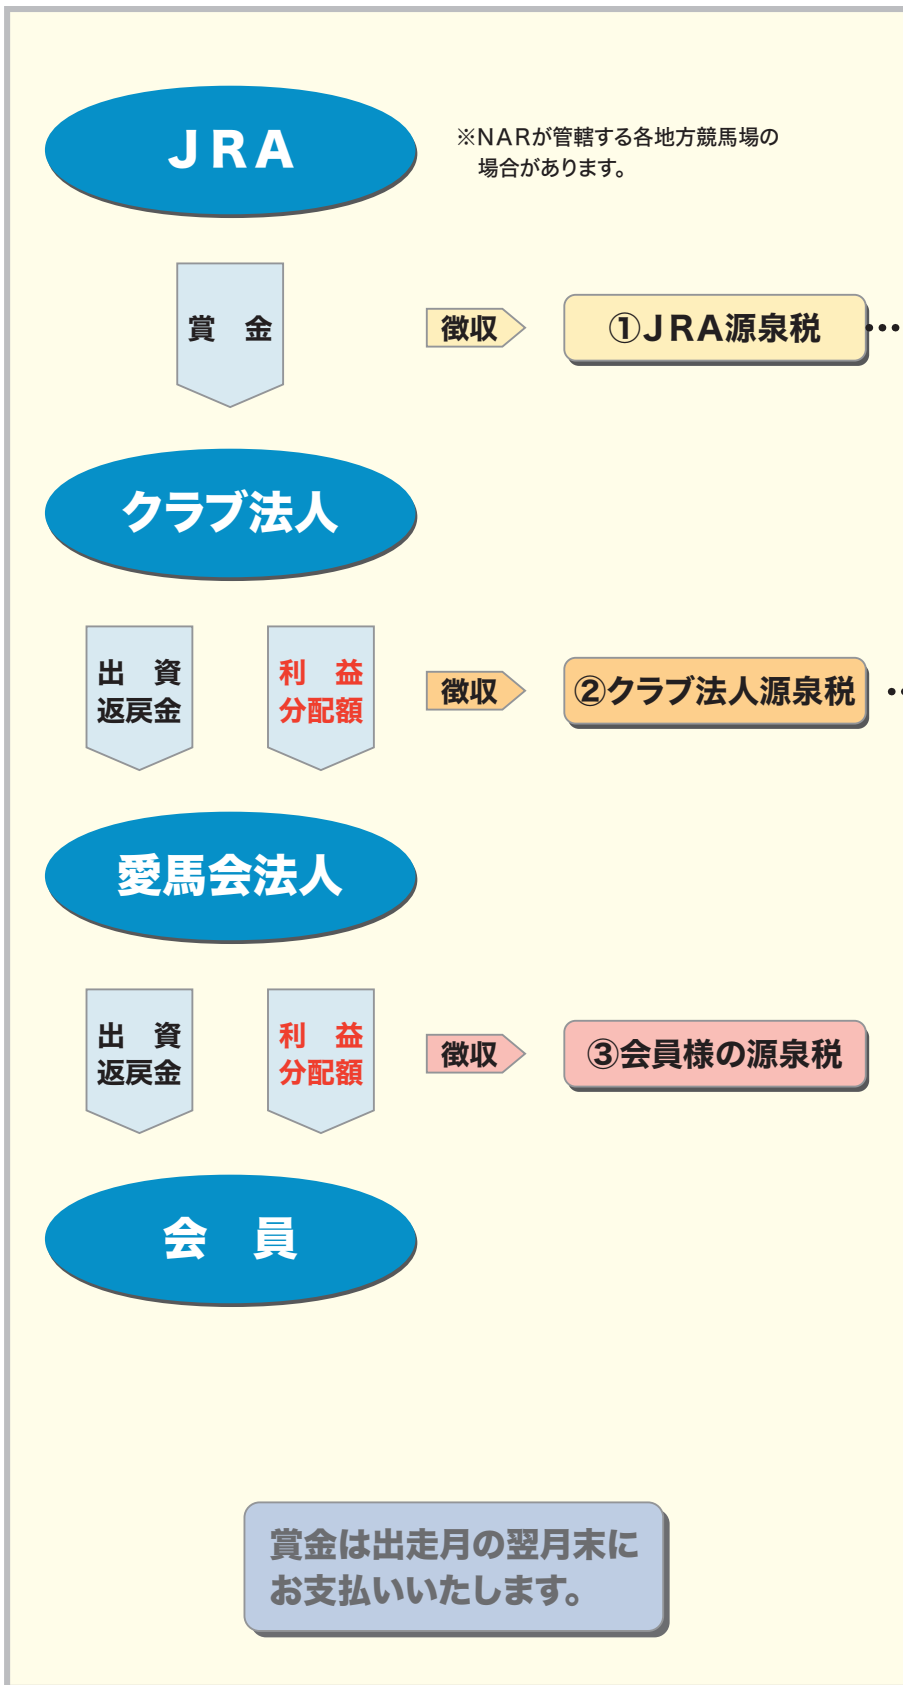 JRA
※NARが管轄する各地方競馬場の
場合があります。
賞　金
徴収
①JRA源泉税
クラブ法人
出　資
返戻金
利　益
分配額
徴収
②クラブ法人源泉税
愛馬会法人
出　資
返戻金
利　益
分配額
徴収
③会員様の源泉税
会　員
賞金は出走月の翌月末に
お支払いいたします。